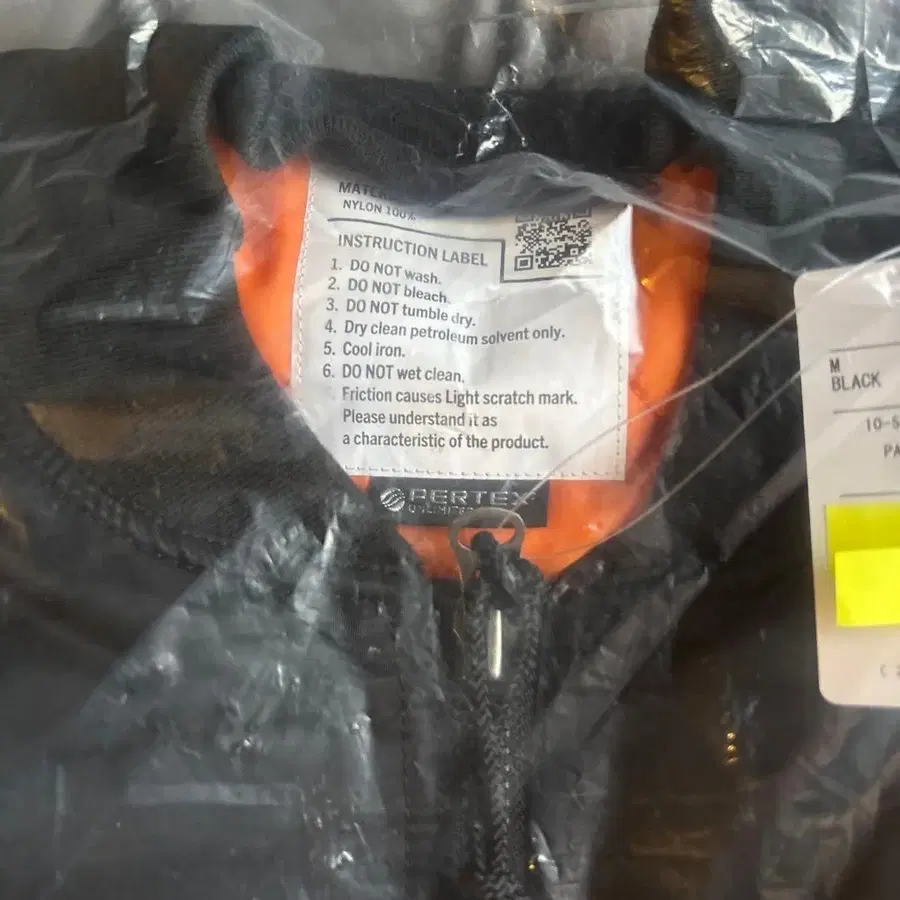 NYLON 100%
INSTRUCTION LABEL
1. DO NOT wash.
2. DO NOT bleach.
3. DO NOT tumble dry.
4. Dry clean petroleum solvent only.
5. Cool iron.
6. DO NOT wet clean.
Friction causes Light scratch mark.
Please understand it as
a characteristic of the product.
PERTEX
M
BLACK